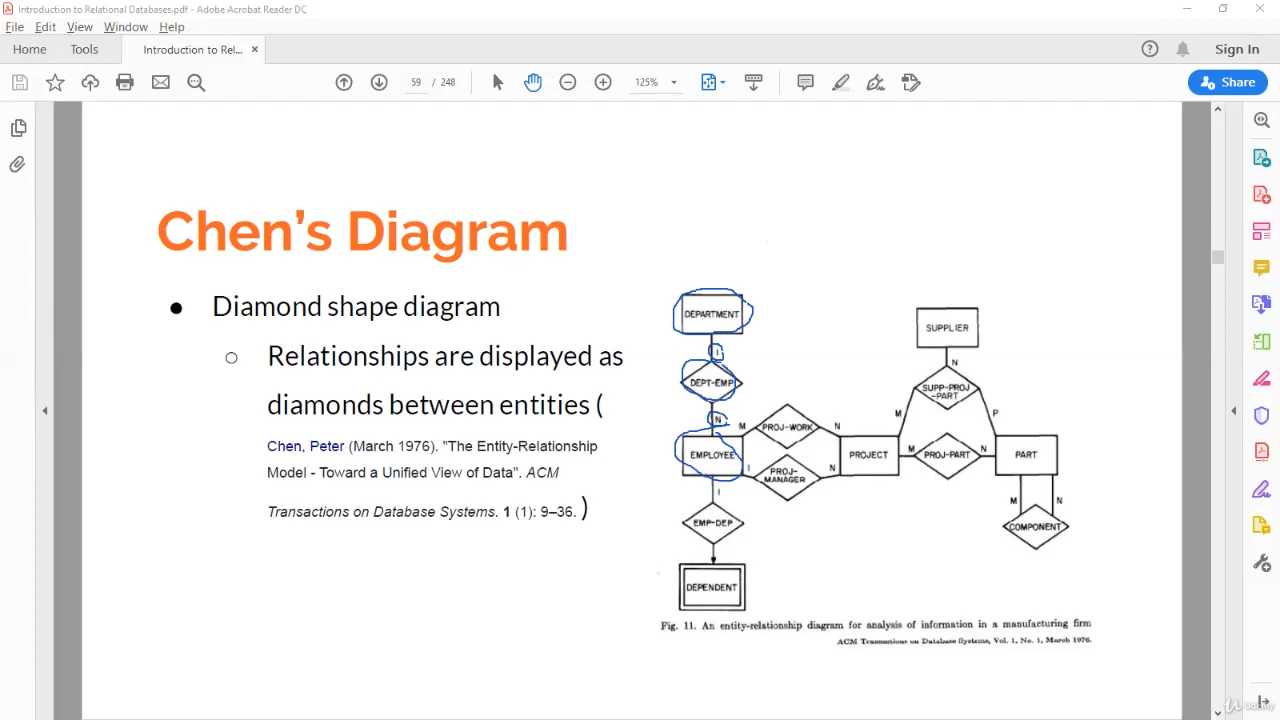 Introduction to Relational Databases.pdf - Adobe Acrobat Reader DC
File Edit View Window Help
Home Tools Introduction to Rel... × Sign In
59 / 248 125% Share
Chen's Diagram
● Diamond shape diagram
○ Relationships are displayed as
diamonds between entities (
Chen, Peter (March 1976). "The Entity-Relationship
Model - Toward a Unified View of Data". ACM
Transactions on Database Systems. 1 (1): 9–36. )
DEPARTMENT
I
DEPT-EMP
N
EMPLOYEE
I
EMP-DEP
DEPENDENT
M PROJ-WORK N
I PROJ-
MANAGER N
PROJECT
SUPPLIER
N
SUPP-PROJ
-PART
M P
M PROJ-PART N
PART
M N
COMPONENT
Fig. 11. An entity-relationship diagram for analysis of information in a manufacturing firm
ACM Transactions on Database Systems, Vol. 1, No. 1, March 1976.
Udemy